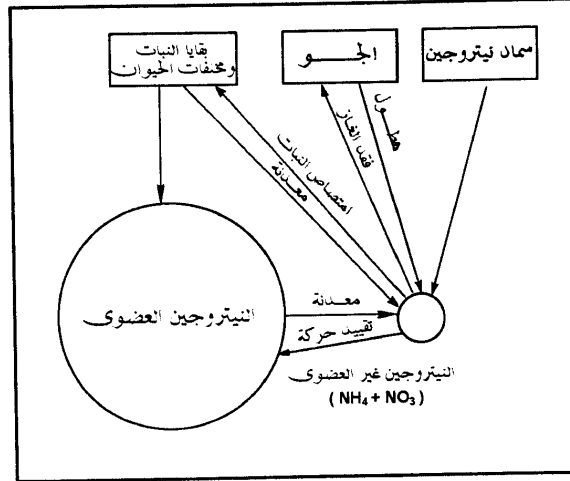 سماد نيتروجين
الجو
بقايا النبات
ومخلفات الحيوان
هطول
فقد الغاز
امتصاص النبات
معدنة
النيتروجين العضوى
معدنة
تقييد حركة
النيتروجين غير العضوى
(NH₄ + NO₃)